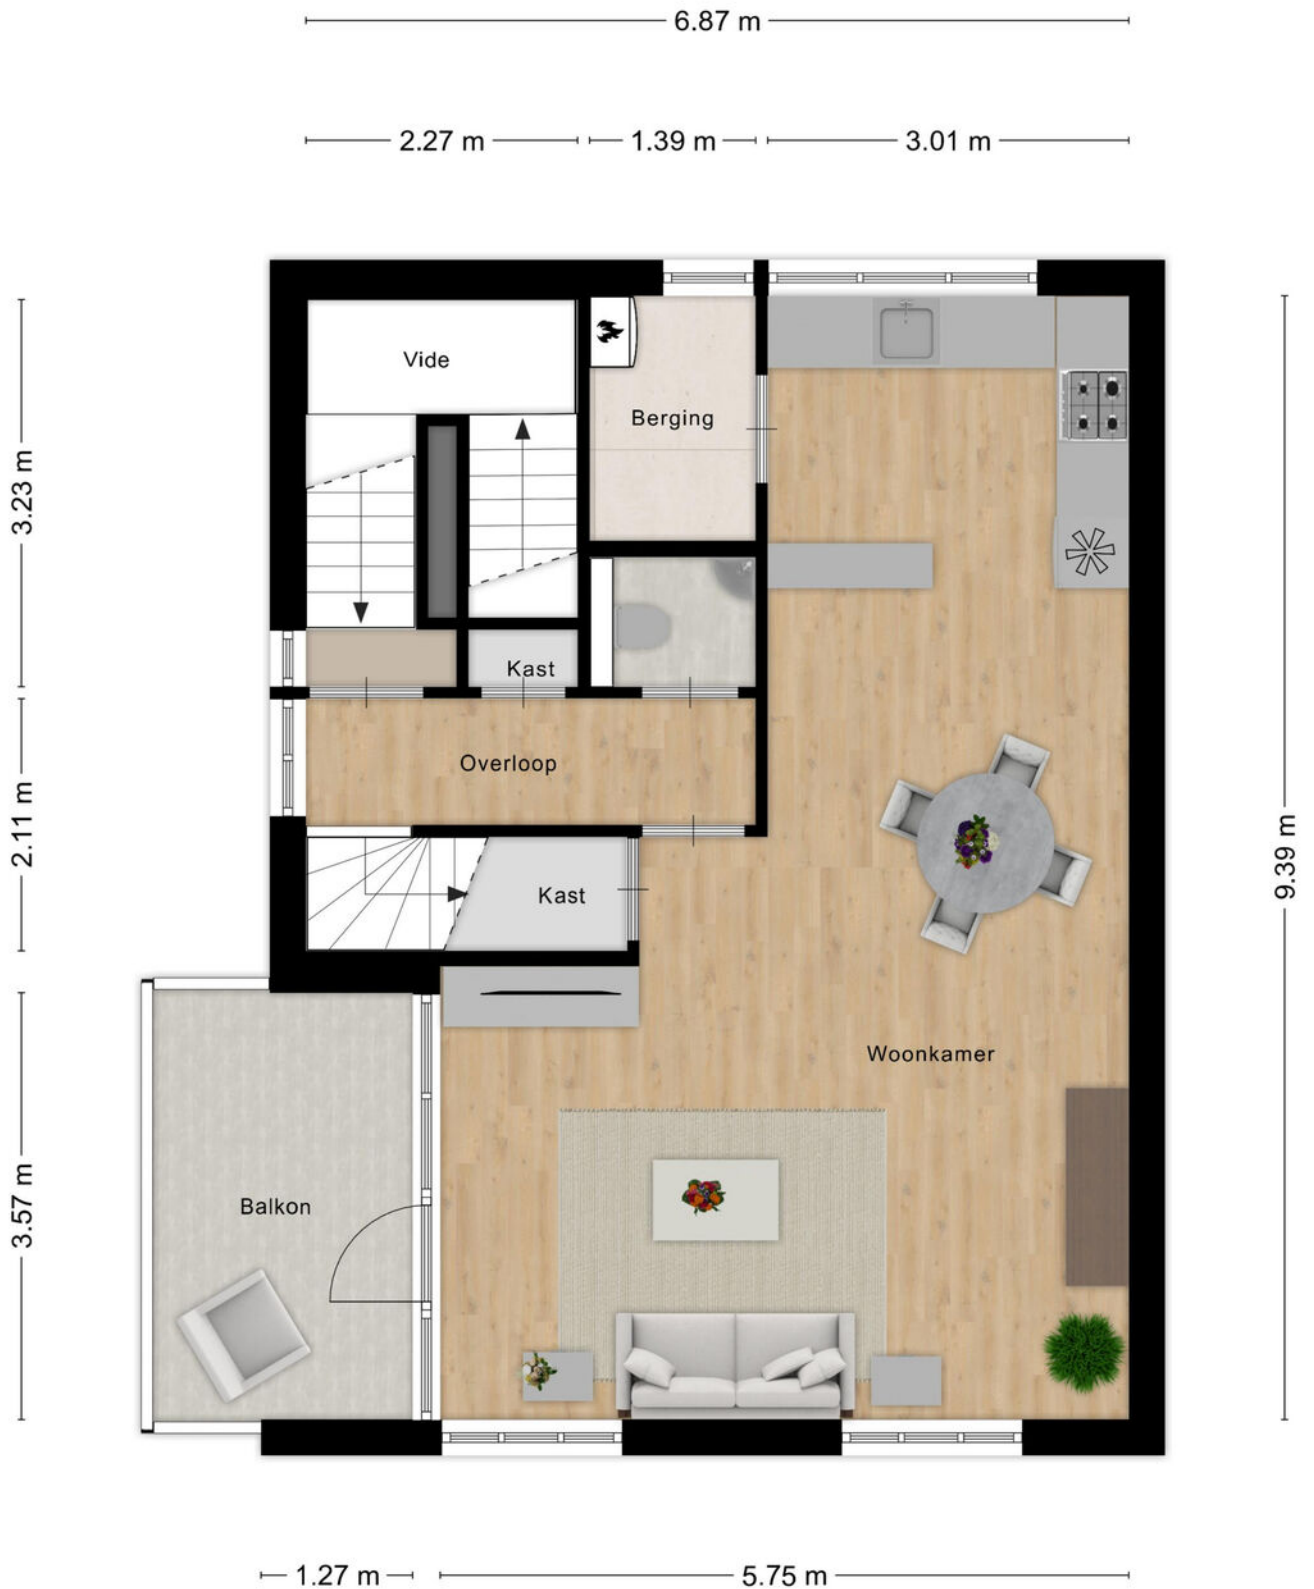 6.87 m
2.27 m
1.39 m
3.01 m
Vide
Berging
3.23 m
Kast
Overloop
2.11 m
9.39 m
Kast
Woonkamer
Balkon
3.57 m
1.27 m
5.75 m